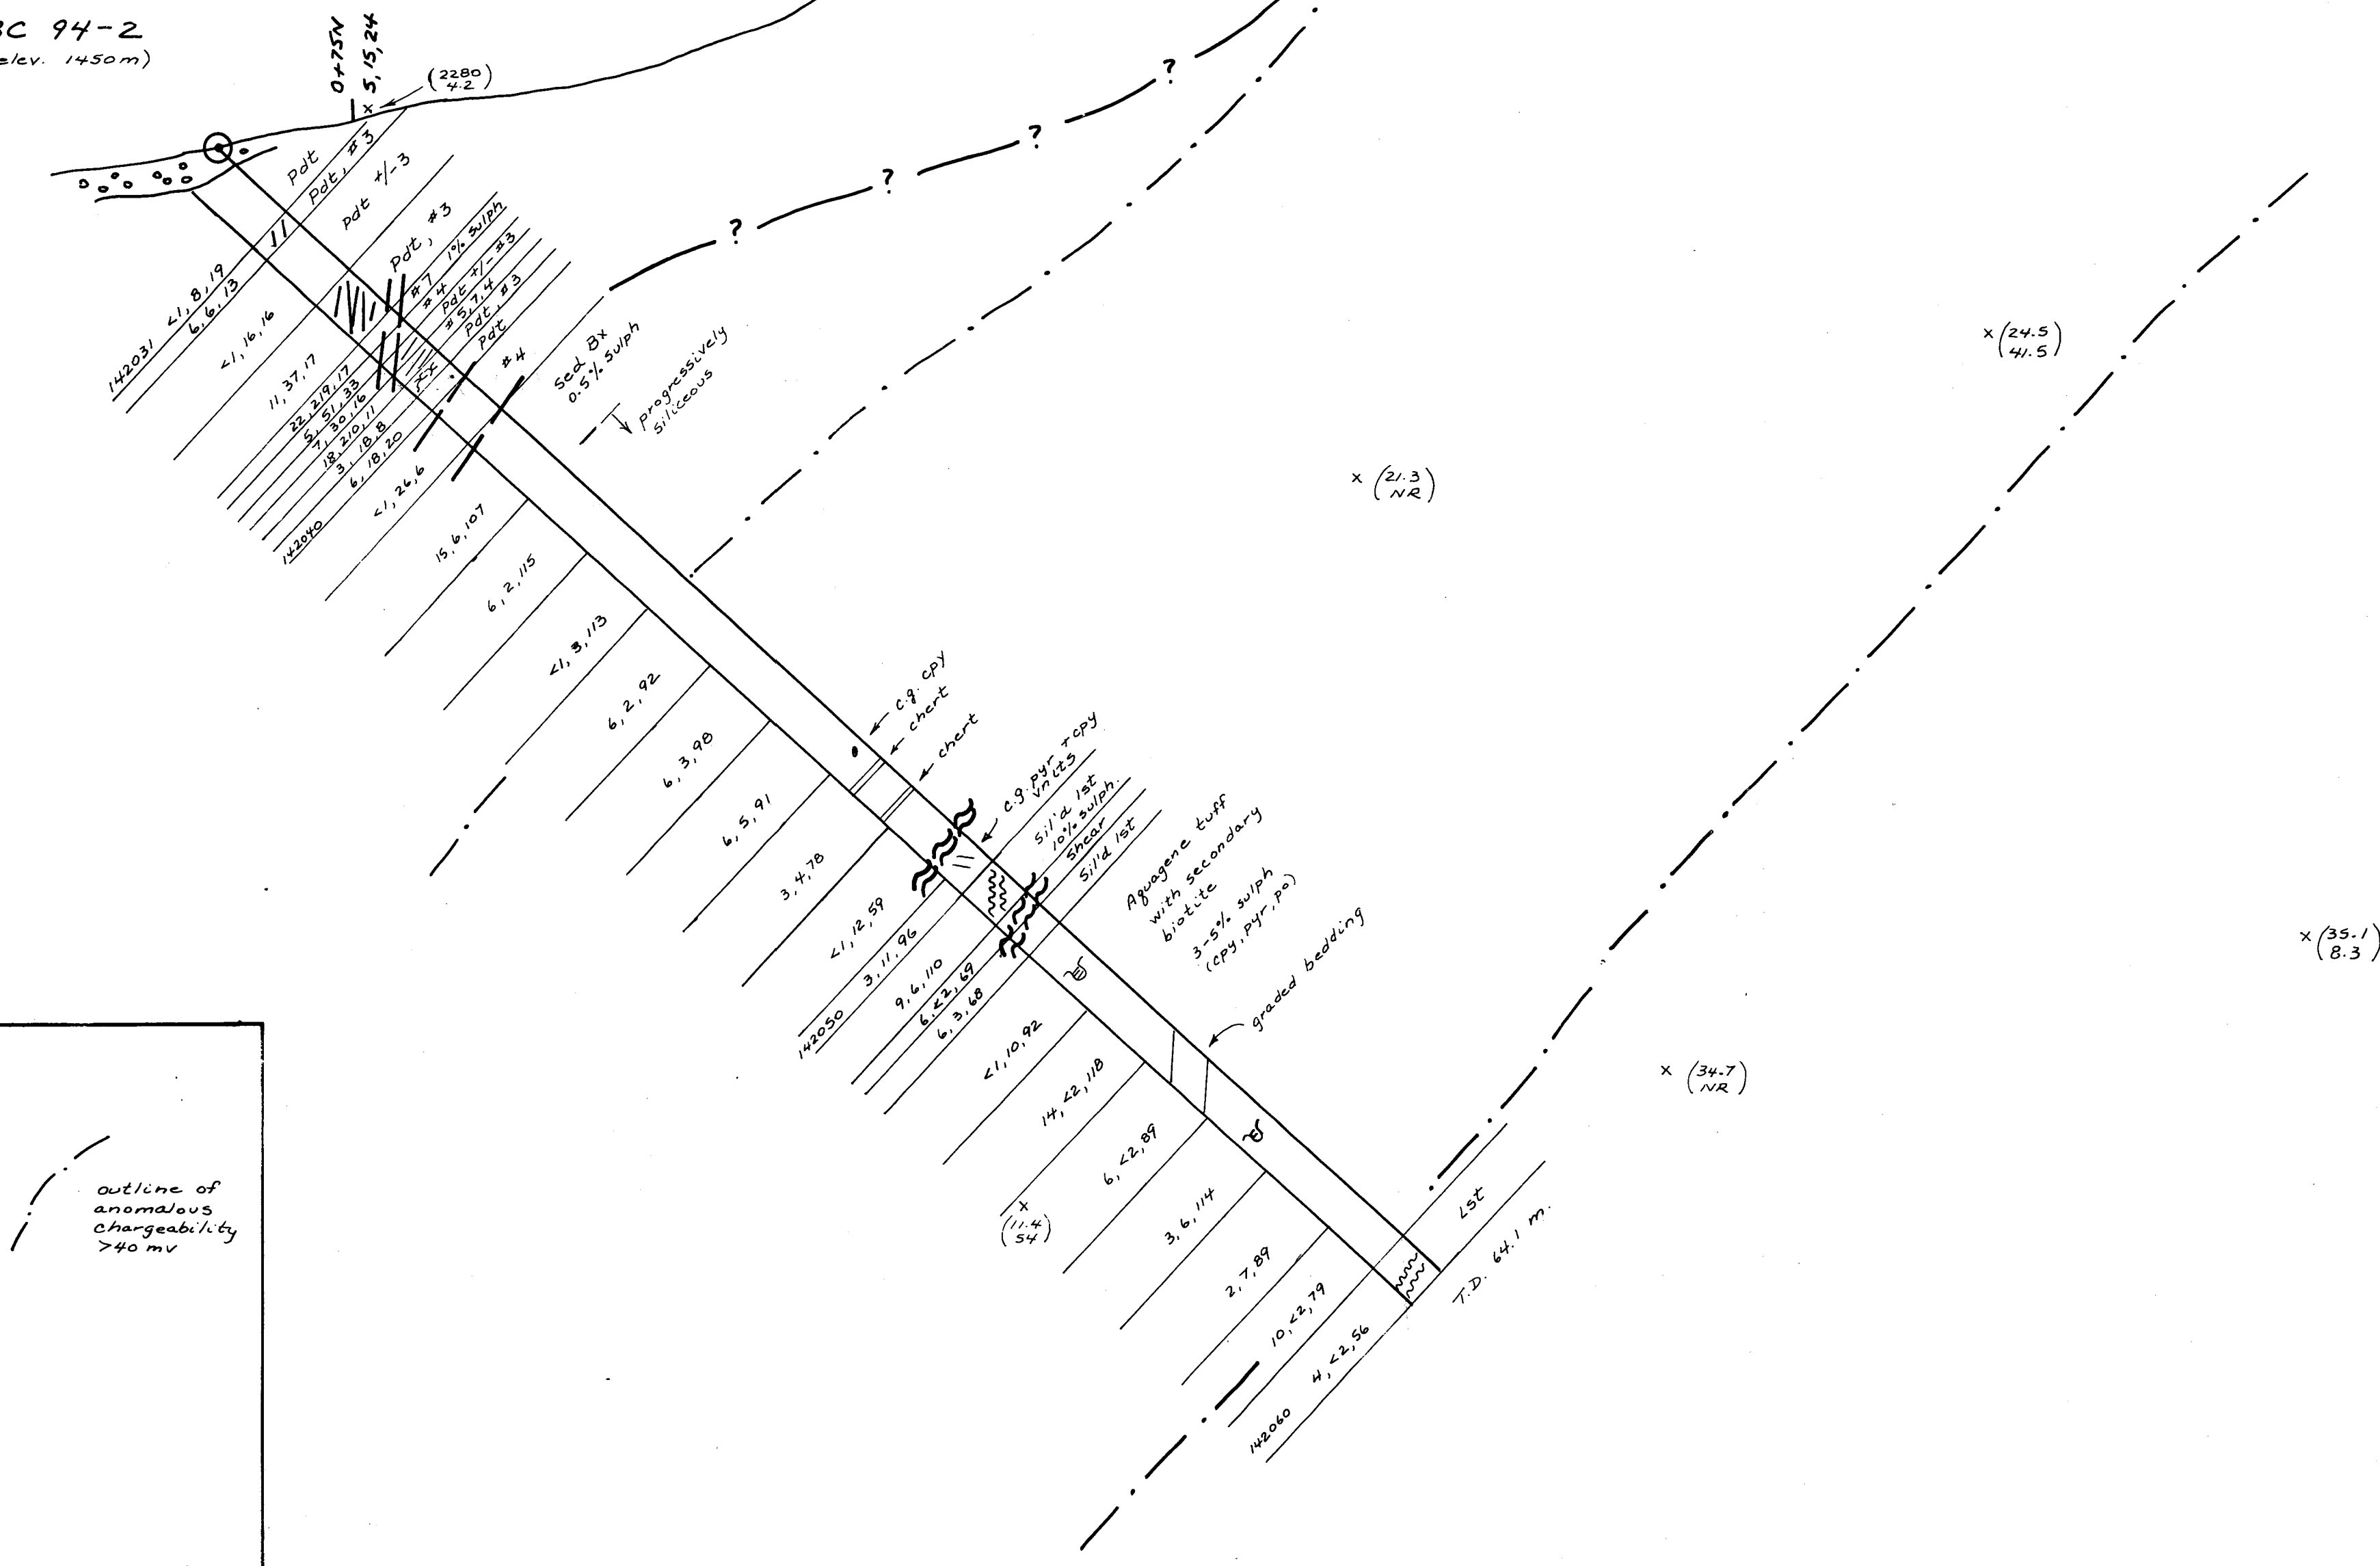 C 94-2
elev. 1450m)
0+75N
5, 15, 24
x
(2280
4.2)
pdt
pdt, #3
pdt +/-3
pdt, #3
#7 1% sulph
#4
pdt +/- #3
#5, 7, 4
pdt, #3
pdt
#4
Sed Bx
0.5% sulph
progressively
siliceous
?
?
?
?
142031 <1, 8, 19
6, 6, 13
<1, 16, 16
11, 37, 17
22, 219, 17
5, 51, 33
7, 30, 16
18, 210, 11
3, 18, 8
142040 6, 18, 20
<1, 26, 6
15, 6, 107
6, 2, 115
<1, 3, 113
6, 2, 92
6, 3, 98
6, 5, 91
3, 4, 78
<1, 12, 59
142050 3, 11, 96
9, 6, 110
6, <2, 69
6, 3, 68
<1, 10, 92
14, <2, 118
6, <2, 89
3, 6, 114
2, 7, 89
10, <2, 79
142060 4, <2, 56
c.g. cpy
chert
chert
c.g. pyr + cpy
vnlts
Sil'd lst
10% sulph.
Shear
Sil'd lst
Aquagene tuff
with secondary
biotite
3-5% sulph
(cpy, pyr, po)
graded bedding
Lst
T.D. 64.1 m.
x (24.5
41.5)
x (21.3
NR)
x (35.1
8.3)
x (34.7
NR)
x
(11.4
54)
outline of
anomalous
chargeability
>40 mv